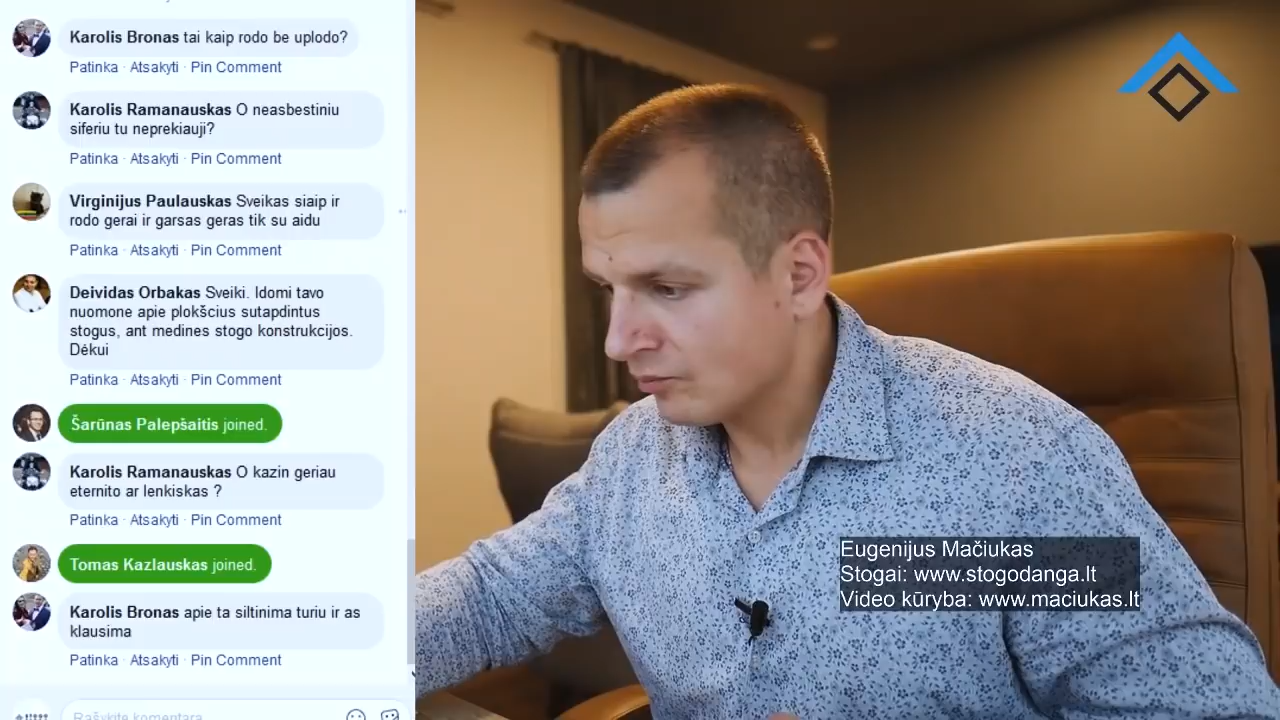 Karolis Bronas tai kaip rodo be uplodo?
Patinka · Atsakyti · Pin Comment
Karolis Ramanauskas O neasbestiniu
siferiu tu neprekiauji?
Patinka · Atsakyti · Pin Comment
Virginijus Paulauskas Sveikas siaip ir
rodo gerai ir garsas geras tik su aidu
Patinka · Atsakyti · Pin Comment
Deividas Orbakas Sveiki. Idomi tavo
nuomone apie plokšcius sutapdintus
stogus, ant medines stogo konstrukcijos.
Dėkui
Patinka · Atsakyti · Pin Comment
Šarūnas Palepšaitis joined.
Karolis Ramanauskas O kazin geriau
eternito ar lenkiskas ?
Patinka · Atsakyti · Pin Comment
Tomas Kazlauskas joined.
Karolis Bronas apie ta siltinima turiu ir as
klausima
Patinka · Atsakyti · Pin Comment
Rašykite komentarą
Eugenijus Mačiukas
Stogai: www.stogodanga.lt
Video kūryba: www.maciukas.lt